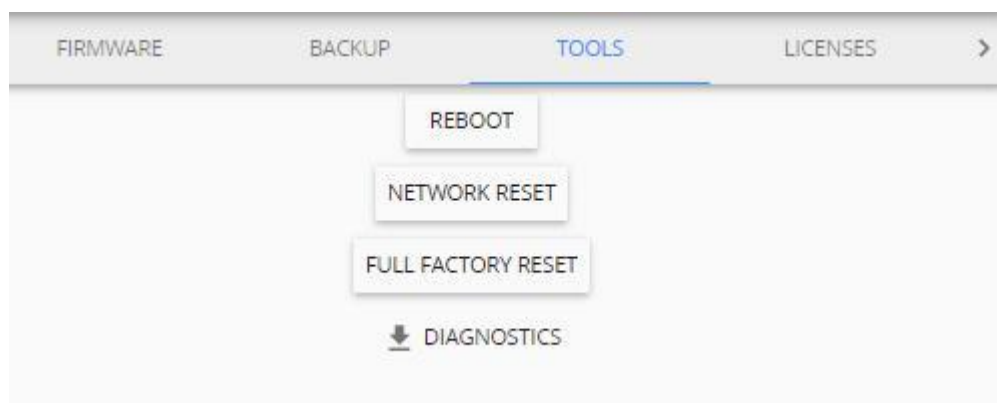 FIRMWARE BACKUP TOOLS LICENSES
REBOOT
NETWORK RESET
FULL FACTORY RESET
DIAGNOSTICS